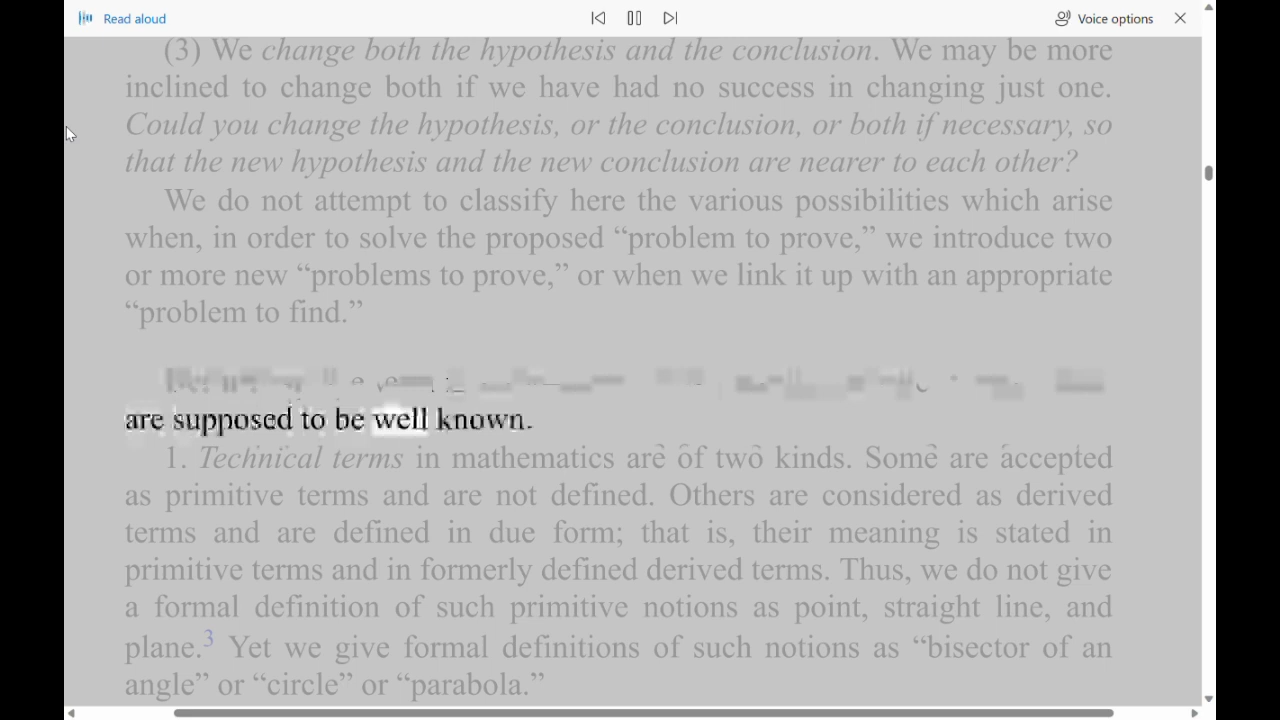 Read aloud
Voice options
(3) We change both the hypothesis and the conclusion. We may be more
inclined to change both if we have had no success in changing just one.
Could you change the hypothesis, or the conclusion, or both if necessary, so
that the new hypothesis and the new conclusion are nearer to each other?
We do not attempt to classify here the various possibilities which arise
when, in order to solve the proposed “problem to prove,” we introduce two
or more new “problems to prove,” or when we link it up with an appropriate
“problem to find.”
are supposed to be well known.
1. Technical terms in mathematics are of two kinds. Some are accepted
as primitive terms and are not defined. Others are considered as derived
terms and are defined in due form; that is, their meaning is stated in
primitive terms and in formerly defined derived terms. Thus, we do not give
a formal definition of such primitive notions as point, straight line, and
plane.3 Yet we give formal definitions of such notions as “bisector of an
angle” or “circle” or “parabola.”